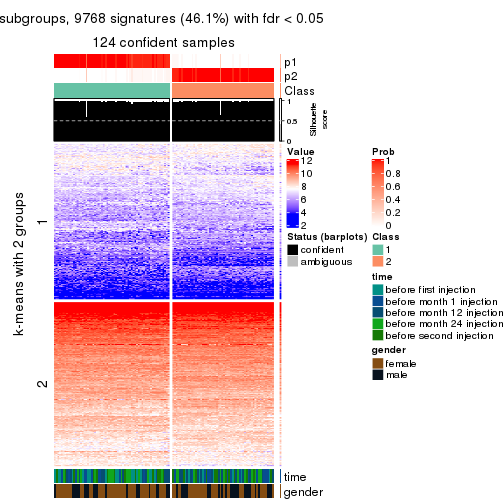 subgroups, 9768 signatures (46.1%) with fdr < 0.05
124 confident samples
p1
p2
Class
1
0.5
0
Silhouette
score
k-means with 2 groups
1
2
time
gender
Value
12
10
8
6
4
2
Prob
1
0.8
0.6
0.4
0.2
0
Status (barplots)
confident
ambiguous
Class
1
2
time
before first injection
before month 1 injection
before month 12 injection
before month 24 injection
before second injection
gender
female
male